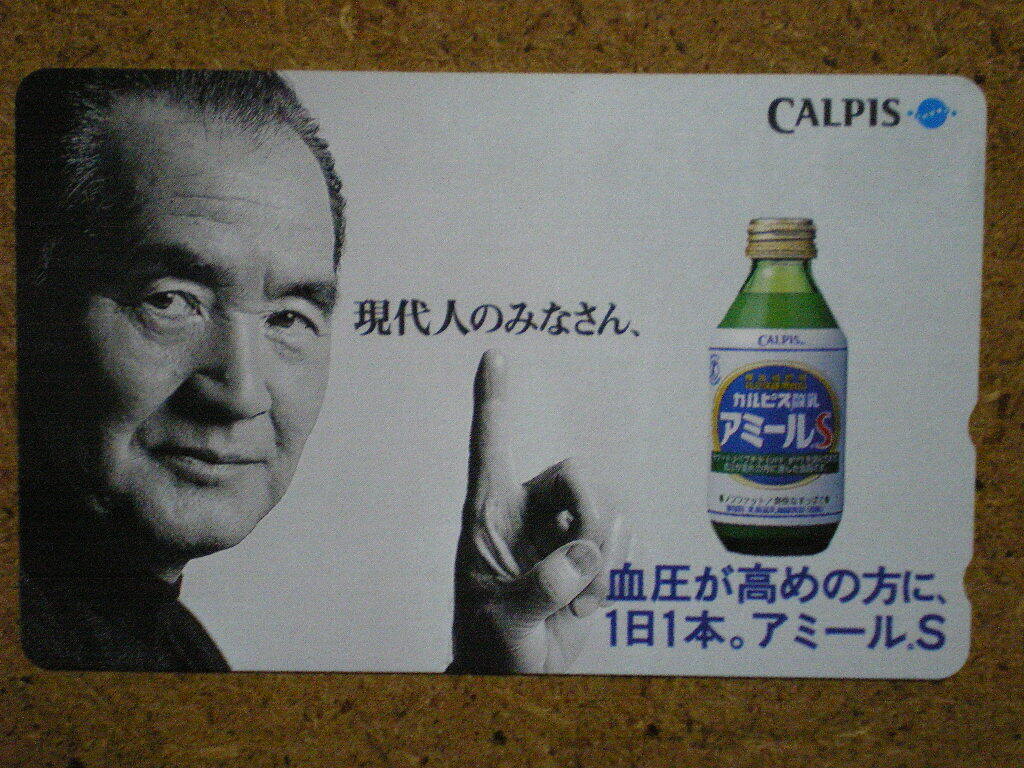 CALPIS
現代人のみなさん、
CALPIS
カルピス酸乳
アミールS
血圧が高めの方に、
1日1本。アミール.S